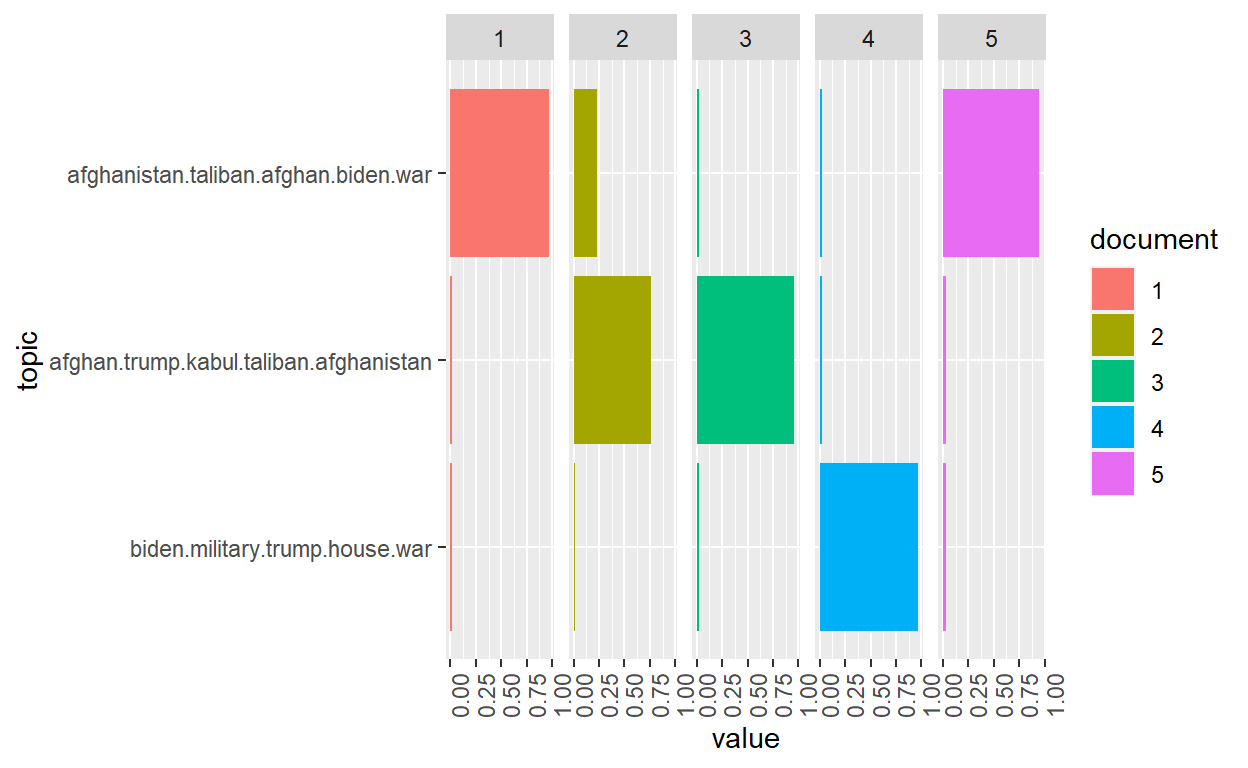 1 2 3 4 5
afghanistan.taliban.afghan.biden.war
afghan.trump.kabul.taliban.afghanistan
biden.military.trump.house.war
topic
0.00 0.25 0.50 0.75 1.00 0.00 0.25 0.50 0.75 1.00 0.00 0.25 0.50 0.75 1.00 0.00 0.25 0.50 0.75 1.00 0.00 0.25 0.50 0.75 1.00
value
document
1
2
3
4
5